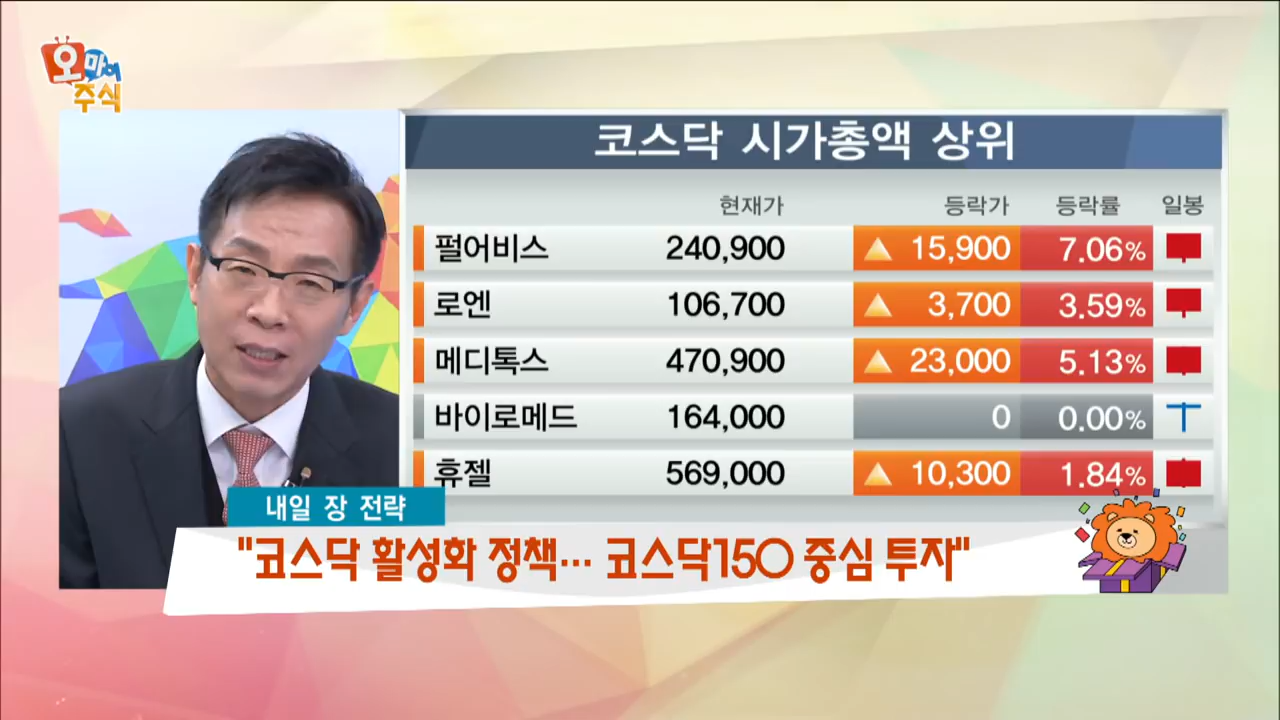 오마이
주식
코스닥 시가총액 상위
현재가 등락가 등락률 일봉
펄어비스 240,900 ▲ 15,900 7.06%
로엔 106,700 ▲ 3,700 3.59%
메디톡스 470,900 ▲ 23,000 5.13%
바이로메드 164,000 0 0.00%
휴젤 569,000 ▲ 10,300 1.84%
내일 장 전략
"코스닥 활성화 정책… 코스닥150 중심 투자"